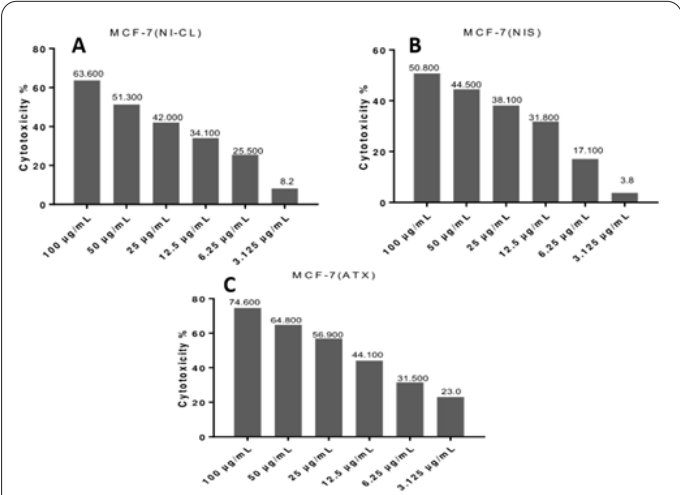 A
MCF-7(NI-CL)
Cytotoxicity %
80
60
40
20
0
63.600
51.300
42.000
34.100
25.500
8.2
100 µg/mL
50 µg/mL
25 µg/mL
12.5 µg/mL
6.25 µg/mL
3.125 µg/mL
B
MCF-7(NIS)
Cytotoxicity %
60
40
20
0
50.800
44.500
38.100
31.800
17.100
3.8
100 µg/mL
50 µg/mL
25 µg/mL
12.5 µg/mL
6.25 µg/mL
3.125 µg/mL
C
MCF-7(ATX)
Cytotoxicity %
80
60
40
20
0
74.600
64.800
56.900
44.100
31.500
23.0
100 µg/mL
50 µg/mL
25 µg/mL
12.5 µg/mL
6.25 µg/mL
3.125 µg/mL